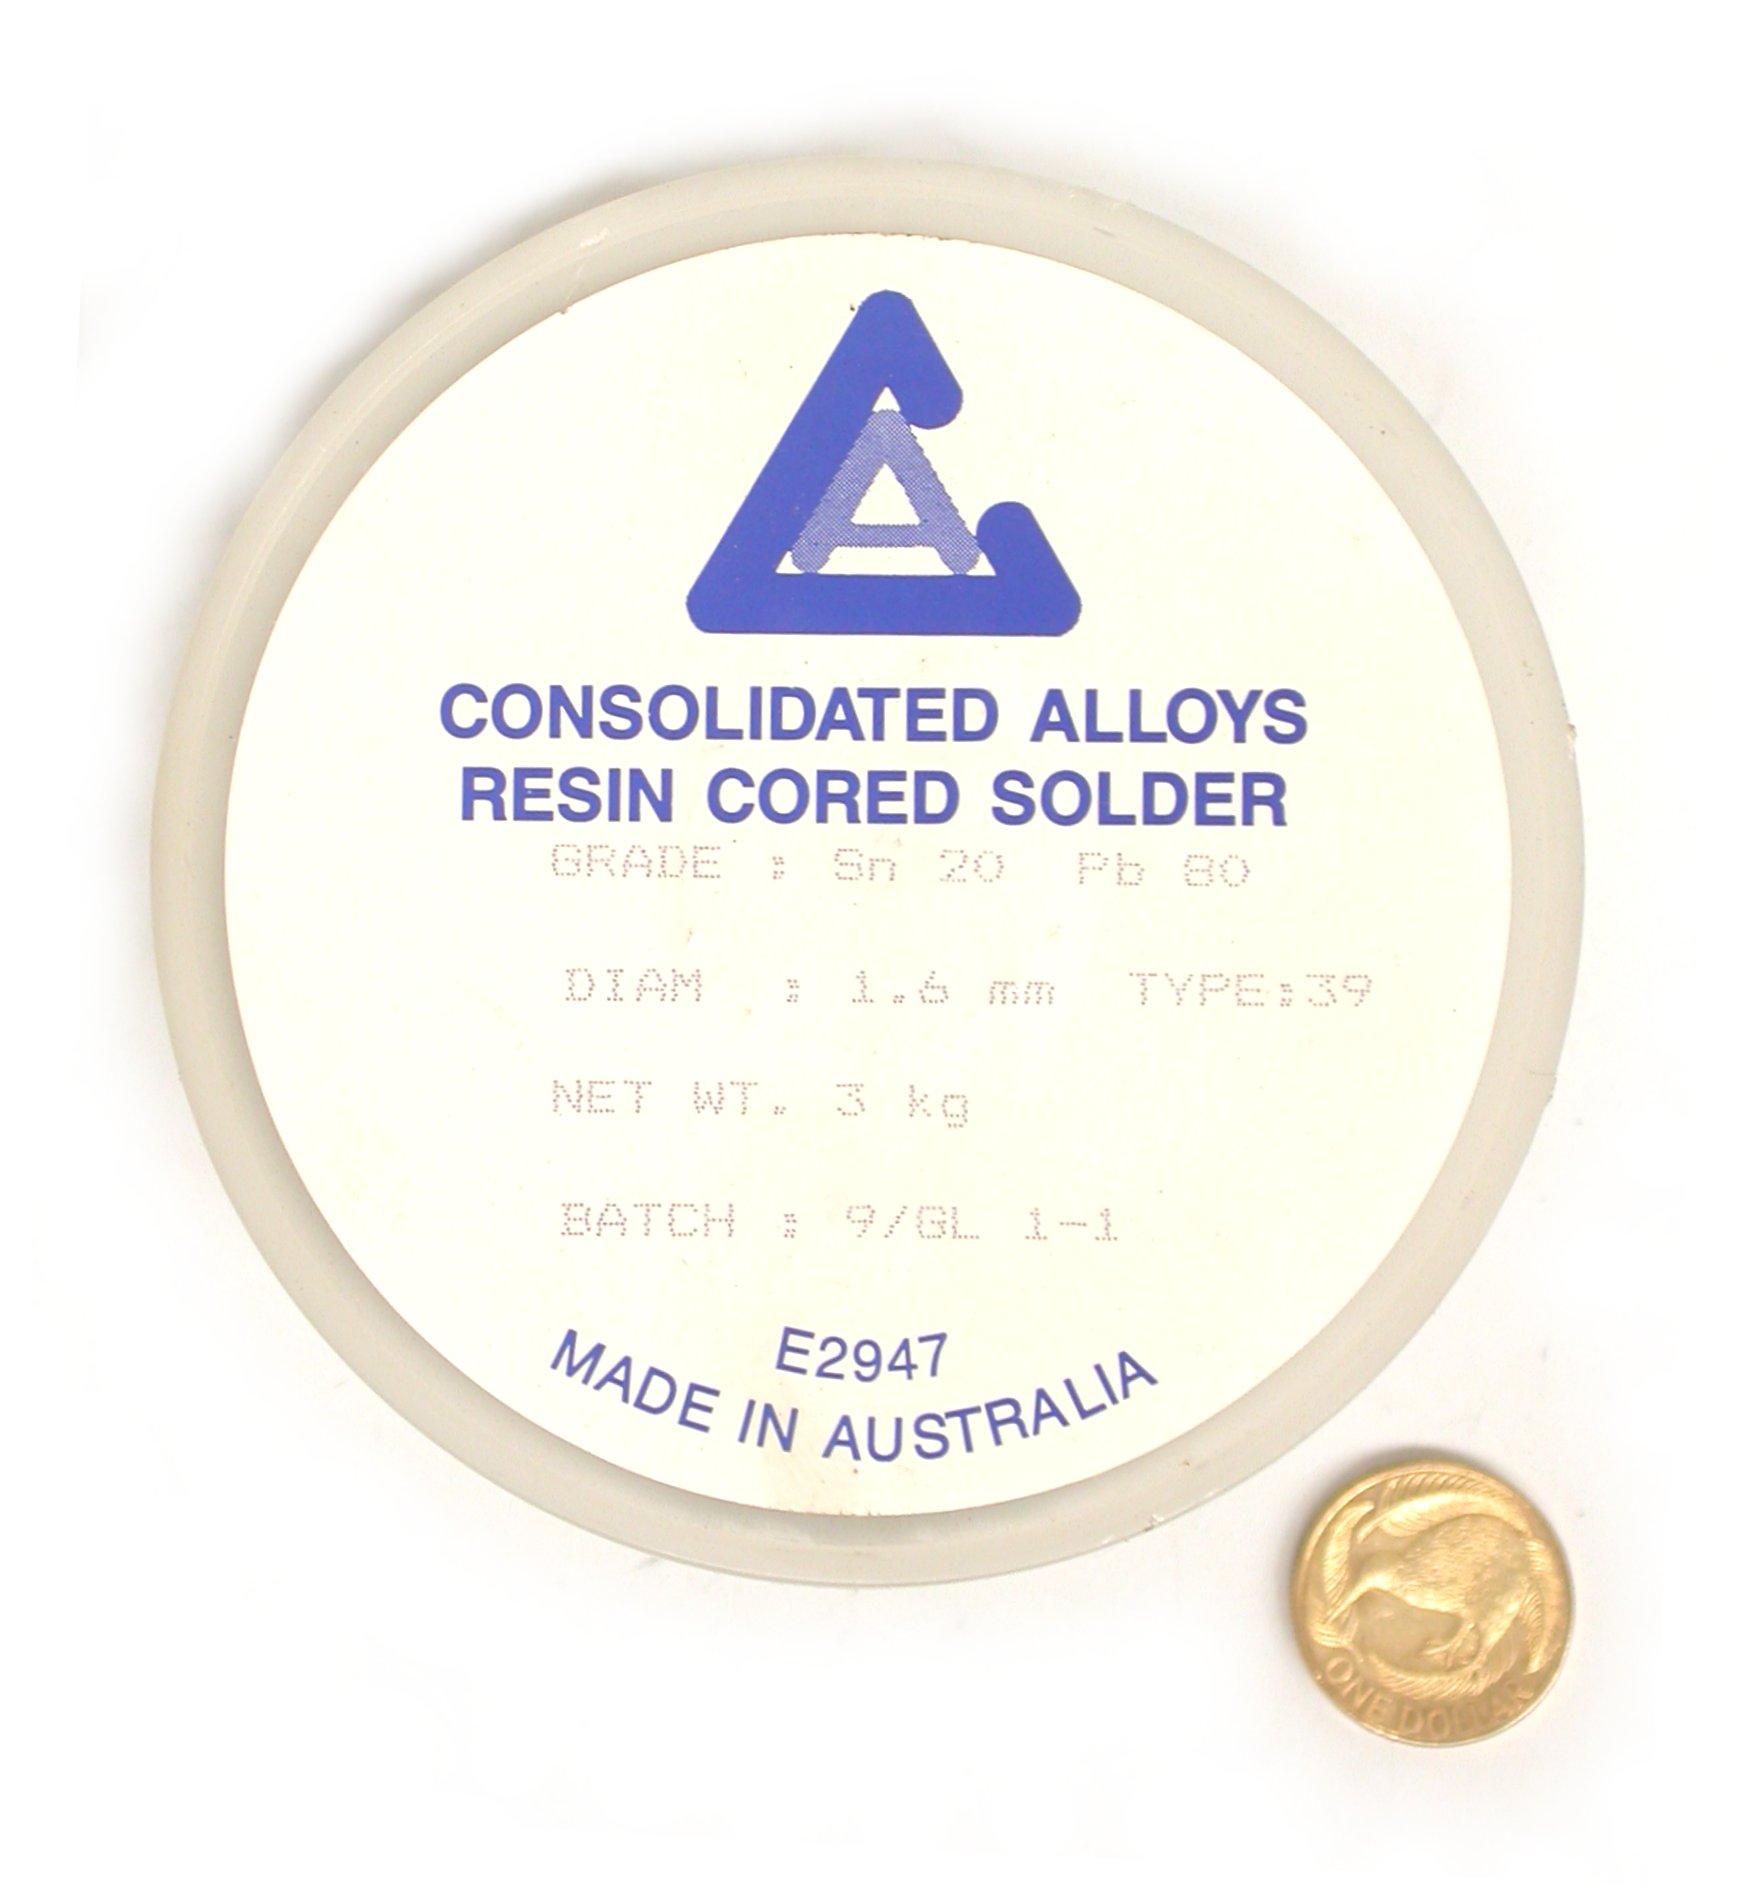 CA
CONSOLIDATED ALLOYS
RESIN CORED SOLDER
GRADE : Sn 20 Pb 80
DIAM : 1.6 mm TYPE:39
NET WT. 3 kg
BATCH : 9/GL 1-1
E2947
MADE IN AUSTRALIA
ONE DOLLAR